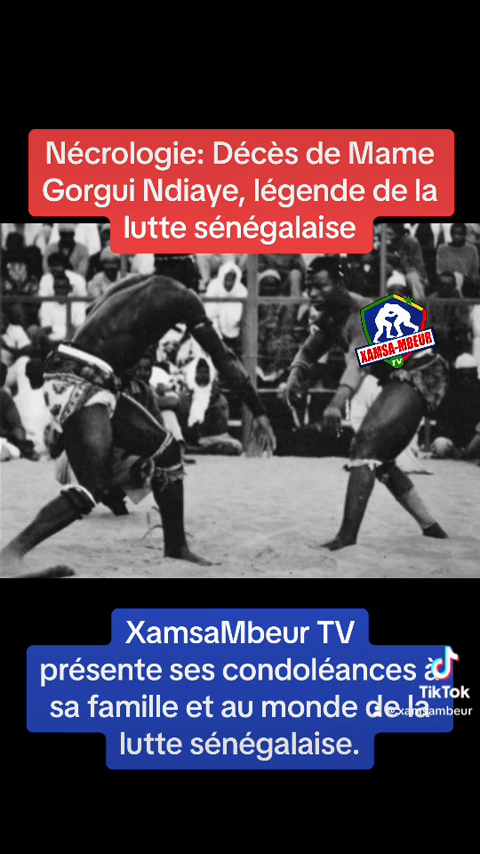 Nécrologie: Décès de Mame
Gorgui Ndiaye, légende de la
lutte sénégalaise
XAMSA-MBEUR
TV
XamsaMbeur TV
présente ses condoléances à
sa famille et au monde de la
lutte sénégalaise.
TikTok
@xamsambeur